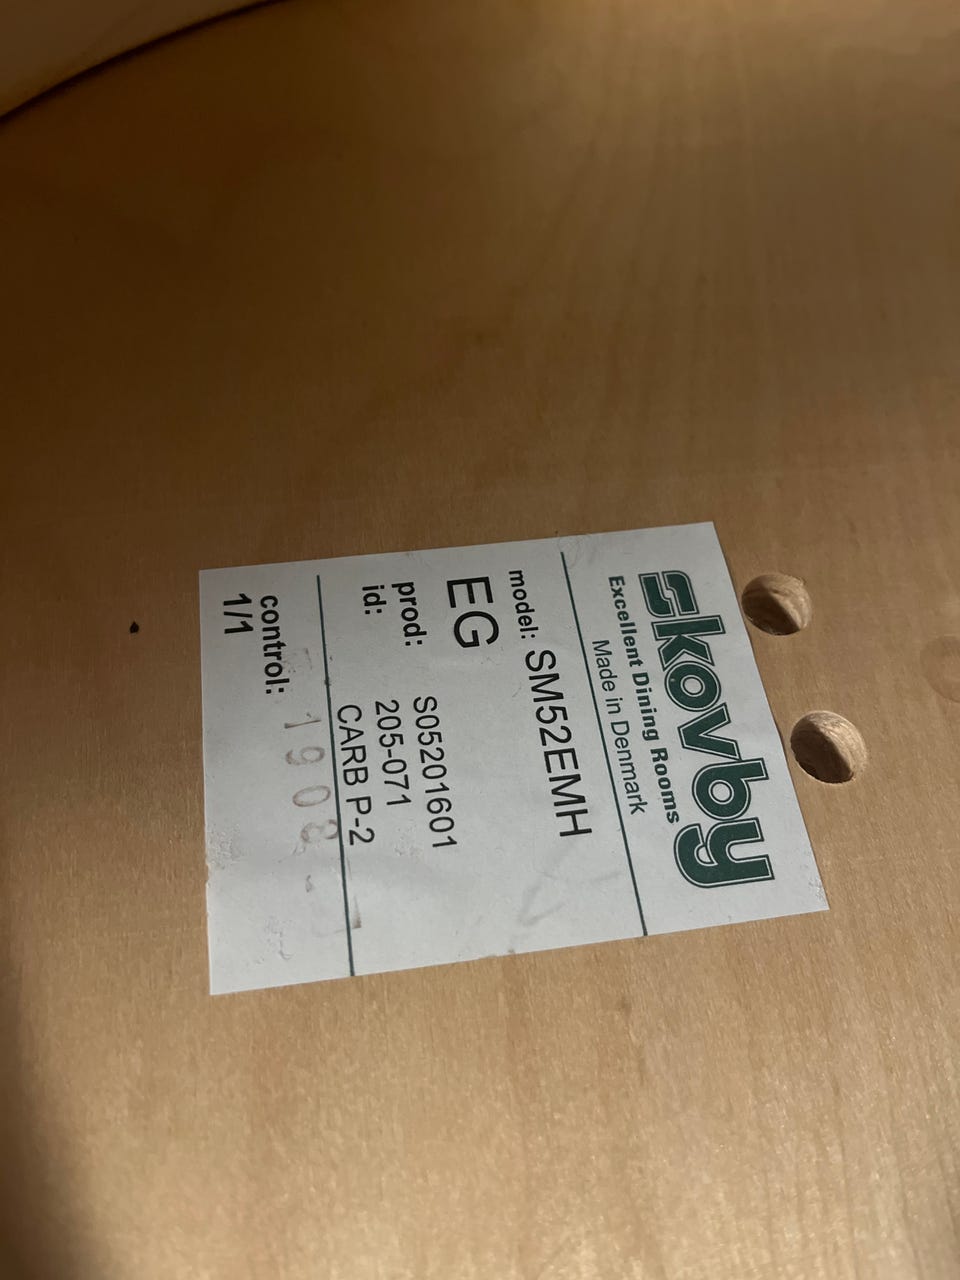 skovby
Excellent Dining Rooms
Made in Denmark
model: SM52EMH
EG
prod: S05201601
id: 205-071
CARB P-2
control:
1/1